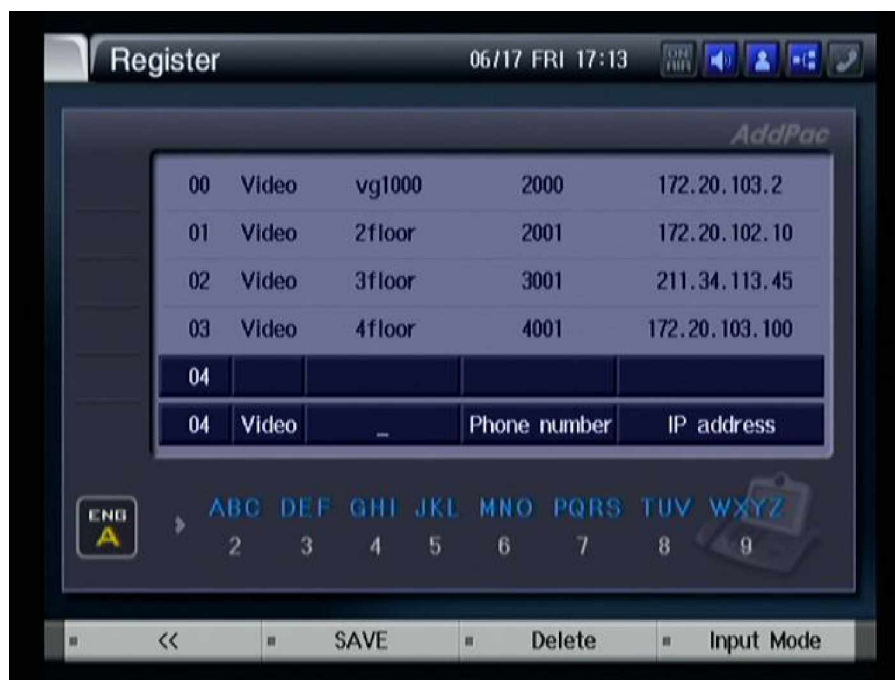 Register 06/17 FRI 17:13 ON AIR
AddPac
00 Video vg1000 2000 172.20.103.2
01 Video 2floor 2001 172.20.102.10
02 Video 3floor 3001 211.34.113.45
03 Video 4floor 4001 172.20.103.100
04
04 Video _ Phone number IP address
ENG A ABC DEF GHI JKL MNO PQRS TUV WXYZ
2 3 4 5 6 7 8 9
<< SAVE Delete Input Mode